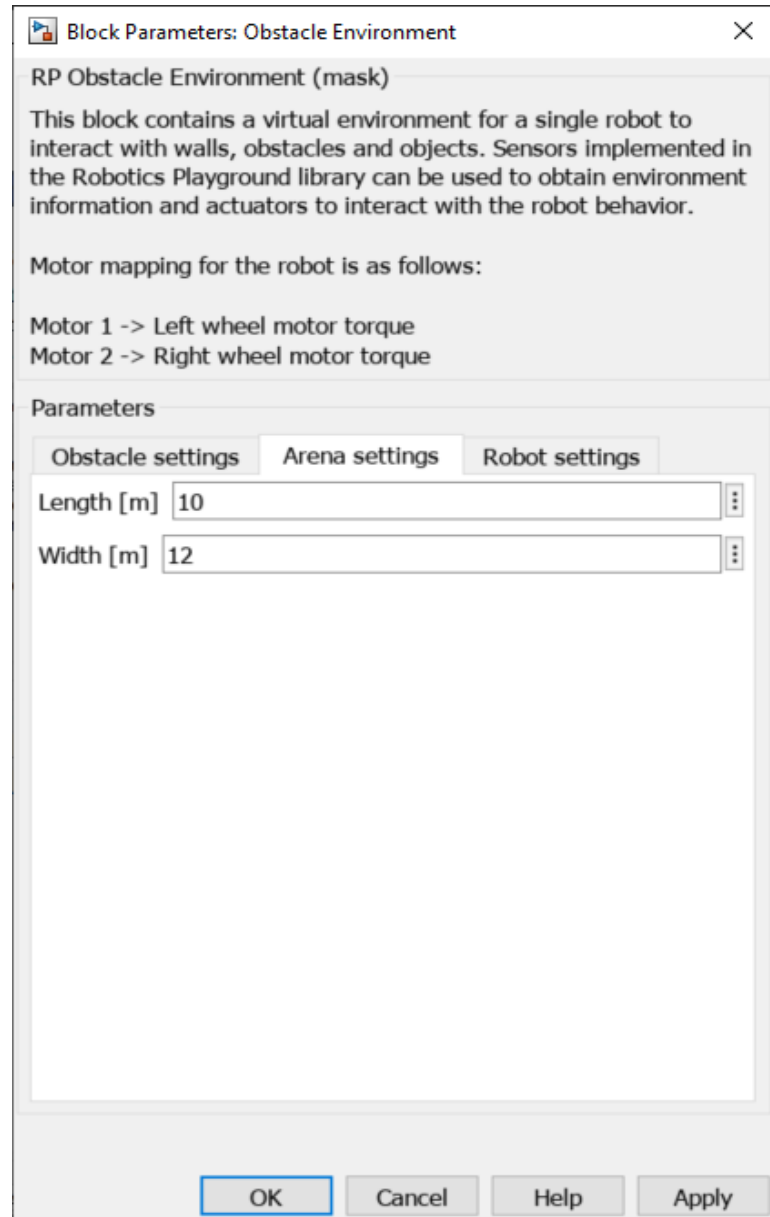 Block Parameters: Obstacle Environment
RP Obstacle Environment (mask)
This block contains a virtual environment for a single robot to
interact with walls, obstacles and objects. Sensors implemented in
the Robotics Playground library can be used to obtain environment
information and actuators to interact with the robot behavior.
Motor mapping for the robot is as follows:
Motor 1 -> Left wheel motor torque
Motor 2 -> Right wheel motor torque
Parameters
Obstacle settings Arena settings Robot settings
Length [m] 10
Width [m] 12
OK Cancel Help Apply